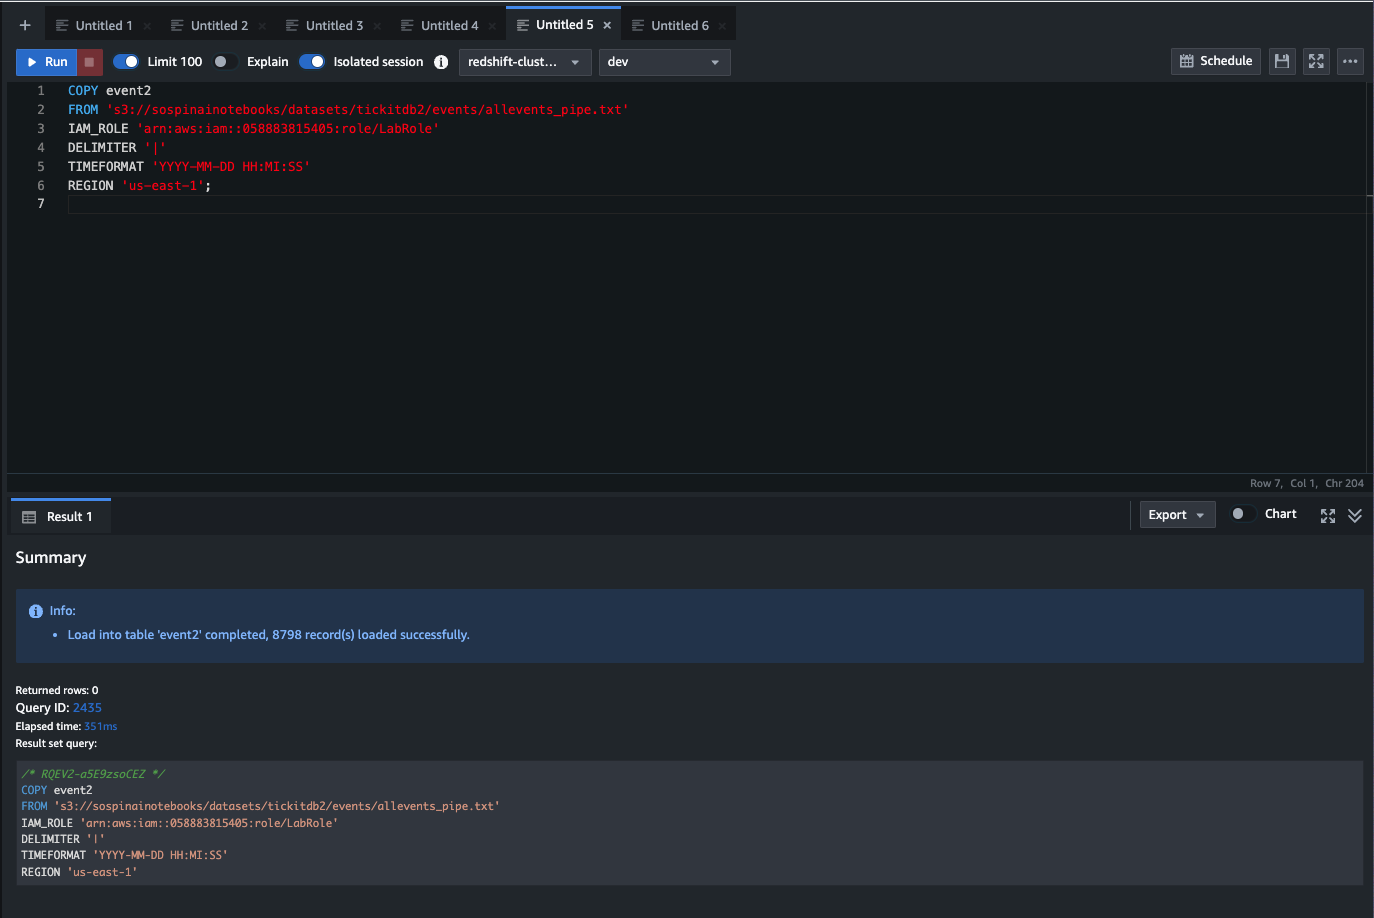 + Untitled 1 × Untitled 2 × Untitled 3 × Untitled 4 × Untitled 5 × Untitled 6 ×
Run Limit 100 Explain Isolated session i redshift-clust... dev Schedule ...
1 COPY event2
2 FROM 's3://sospinainotebooks/datasets/tickitdb2/events/allevents_pipe.txt'
3 IAM_ROLE 'arn:aws:iam::058883815405:role/LabRole'
4 DELIMITER '|'
5 TIMEFORMAT 'YYYY-MM-DD HH:MI:SS'
6 REGION 'us-east-1';
7
Row 7, Col 1, Chr 204
Result 1 Export Chart
Summary
i Info:
• Load into table 'event2' completed, 8798 record(s) loaded successfully.
Returned rows: 0
Query ID: 2435
Elapsed time: 351ms
Result set query:
/* RQEV2-a5E9zsoCEZ */
COPY event2
FROM 's3://sospinainotebooks/datasets/tickitdb2/events/allevents_pipe.txt'
IAM_ROLE 'arn:aws:iam::058883815405:role/LabRole'
DELIMITER '|'
TIMEFORMAT 'YYYY-MM-DD HH:MI:SS'
REGION 'us-east-1'